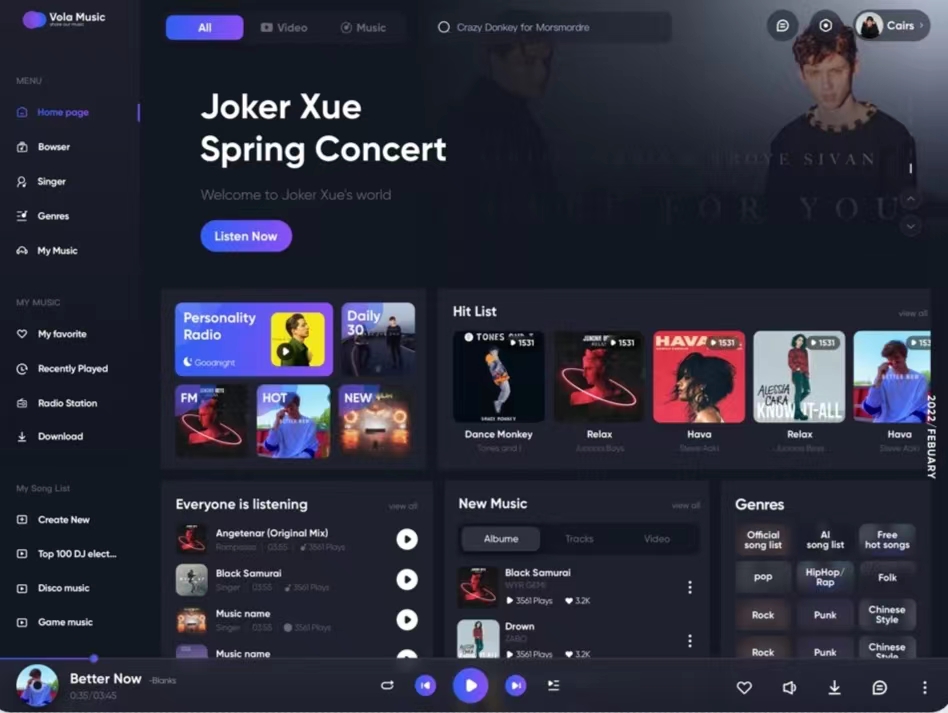 Vola Music
All
Video
Music
Crazy Donkey for Morsmordre
Cairs
MENU
Home page
Bowser
Singer
Genres
My Music
MY MUSIC
My favorite
Recently Played
Radio Station
Download
My Song List
Create New
Top 100 DJ elect...
Disco music
Game music
Joker Xue
Spring Concert
Welcome to Joker Xue's world
Listen Now
TROYE SIVAN
FOR YOU
Personality
Radio
Goodnight
Daily
30
FM
HOT
BETTER NOW
NEW
Hit List
view all
TONES AND I
1531
DANCE MONKEY
Dance Monkey
Tones and I
1531
Relax
Junona Boys
HAVA
1531
Hava
Steve Aoki
1531
ALESSIA
CARA
KNOW-IT-ALL
Relax
Junona Boys
153
BETTER NOW
Hava
Steve Aoki
2022/FEBUARY
Everyone is listening
view all
Angetenar (Original Mix)
Rompasso 03:55 3561 Plays
Black Samurai
Singer 03:55 3561 Plays
Music name
Singer 03:55 3561 Plays
Music name
New Music
view all
Albume
Tracks
Video
Black Samurai
WYR GEMI
3561 Plays 3.2K
Drown
ZABO
3561 Plays 3.2K
Genres
Official
song list
AI
song list
Free
hot songs
pop
HipHop/
Rap
Folk
Rock
Punk
Chinese
Style
Rock
Punk
Chinese
Style
Better Now -Blanks
0:35/03:45